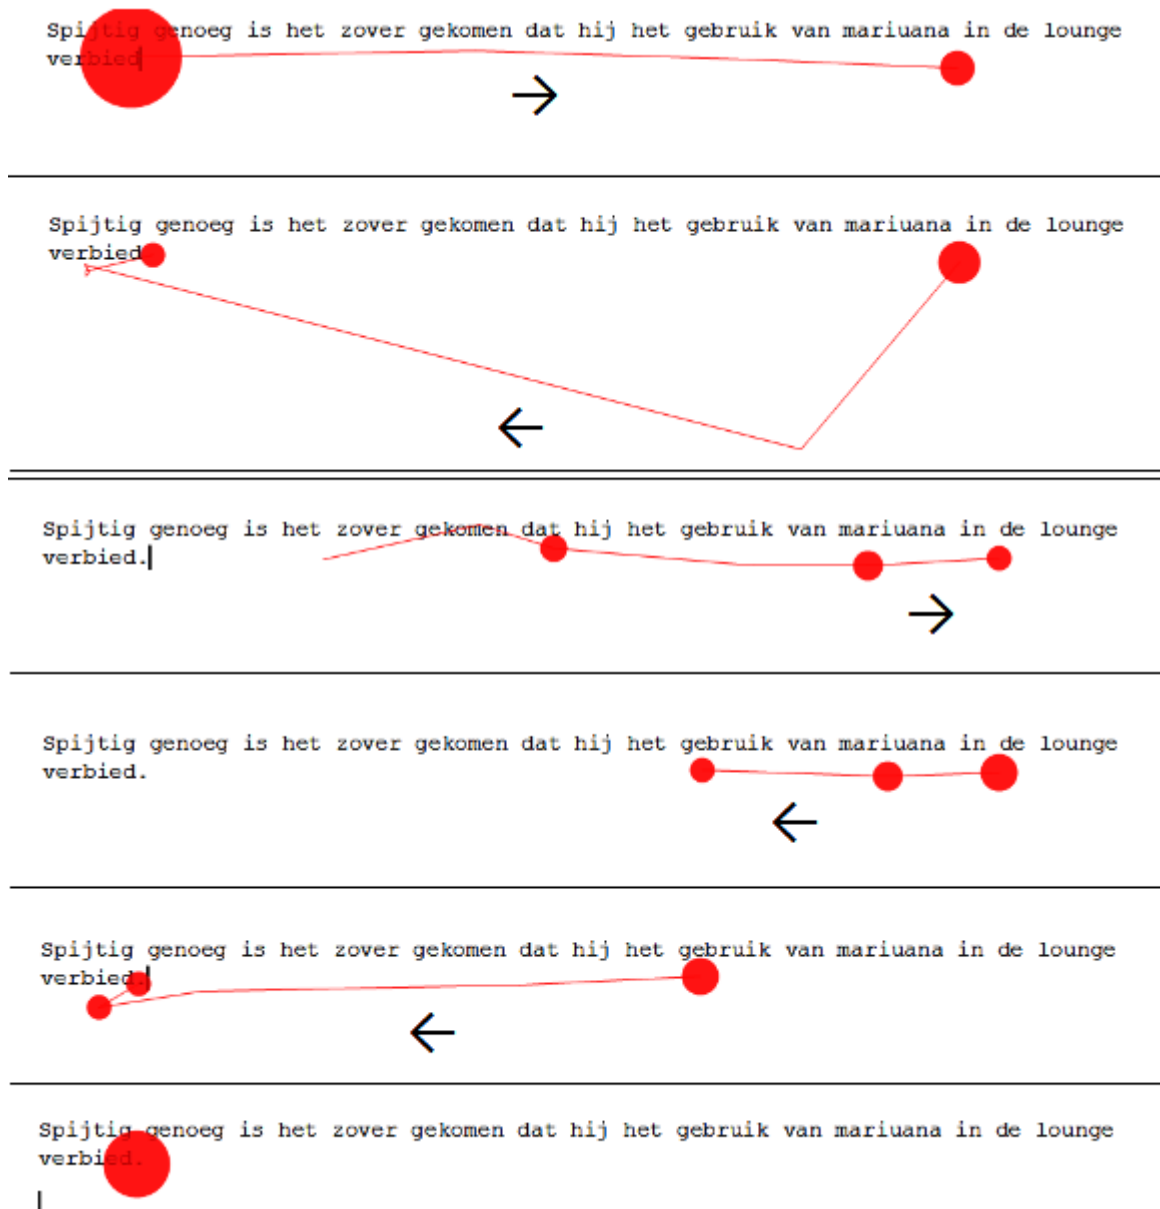 Spijtig genoeg is het zover gekomen dat hij het gebruik van mariuana in de lounge
verbied
Spijtig genoeg is het zover gekomen dat hij het gebruik van mariuana in de lounge
verbied
Spijtig genoeg is het zover gekomen dat hij het gebruik van mariuana in de lounge
verbied.
Spijtig genoeg is het zover gekomen dat hij het gebruik van mariuana in de lounge
verbied.
Spijtig genoeg is het zover gekomen dat hij het gebruik van mariuana in de lounge
verbied.
Spijtig genoeg is het zover gekomen dat hij het gebruik van mariuana in de lounge
verbied.